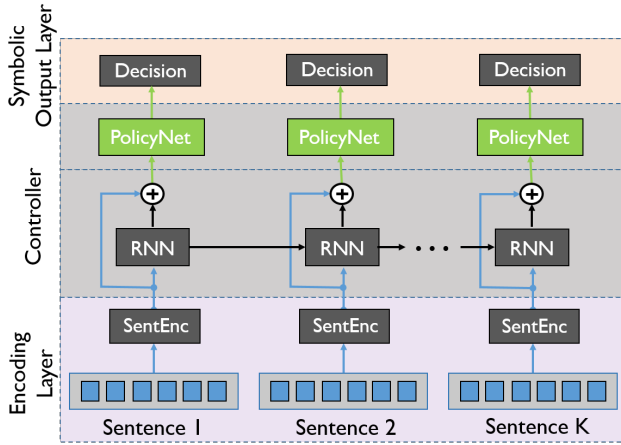 Symbolic
Output Layer
Decision
Decision
Decision
PolicyNet
PolicyNet
PolicyNet
Controller
RNN
RNN
. . .
RNN
Encoding
Layer
SentEnc
SentEnc
SentEnc
Sentence 1
Sentence 2
Sentence K